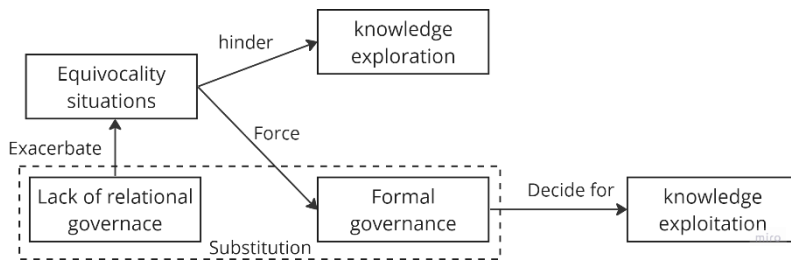 knowledge
exploration
hinder
Equivocality
situations
Force
Exacerbate
Lack of relational
governace
Formal
governance
Decide for
knowledge
exploitation
Substitution
miro